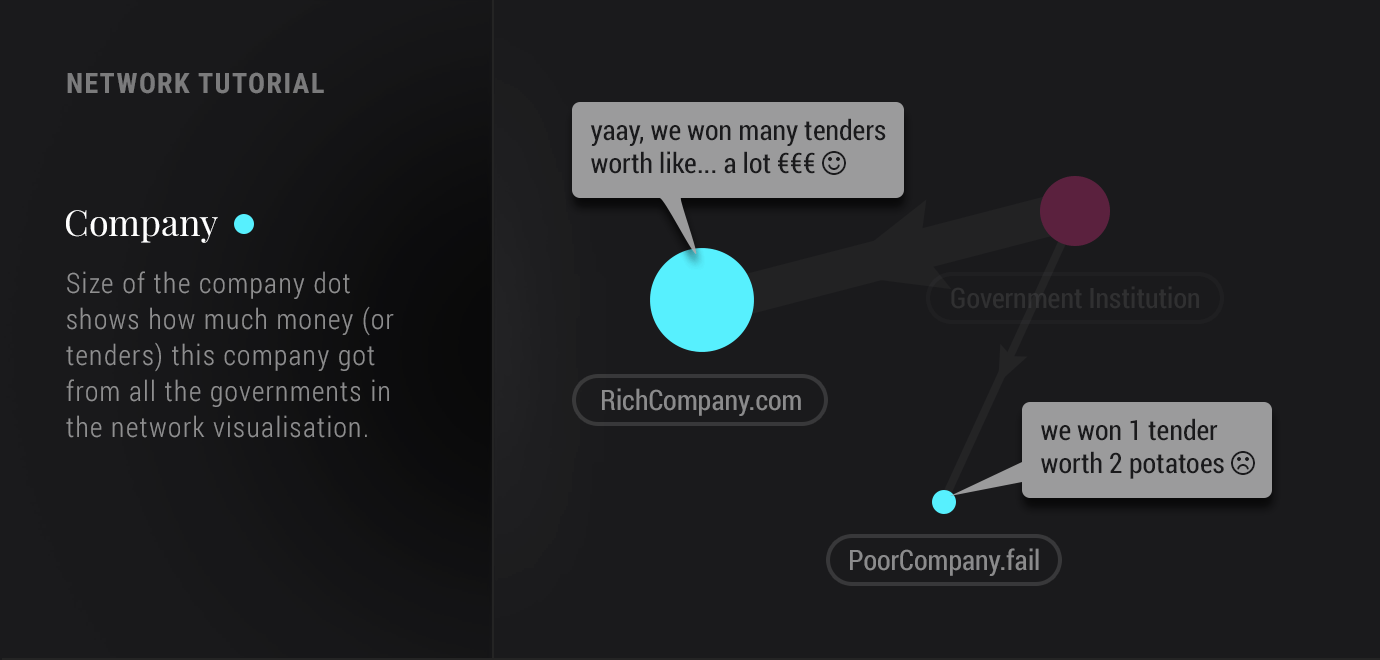 NETWORK TUTORIAL
Company
Size of the company dot
shows how much money (or
tenders) this company got
from all the governments in
the network visualisation.
yaay, we won many tenders
worth like... a lot €€€ ☺
Government Institution
RichCompany.com
we won 1 tender
worth 2 potatoes ☹
PoorCompany.fail